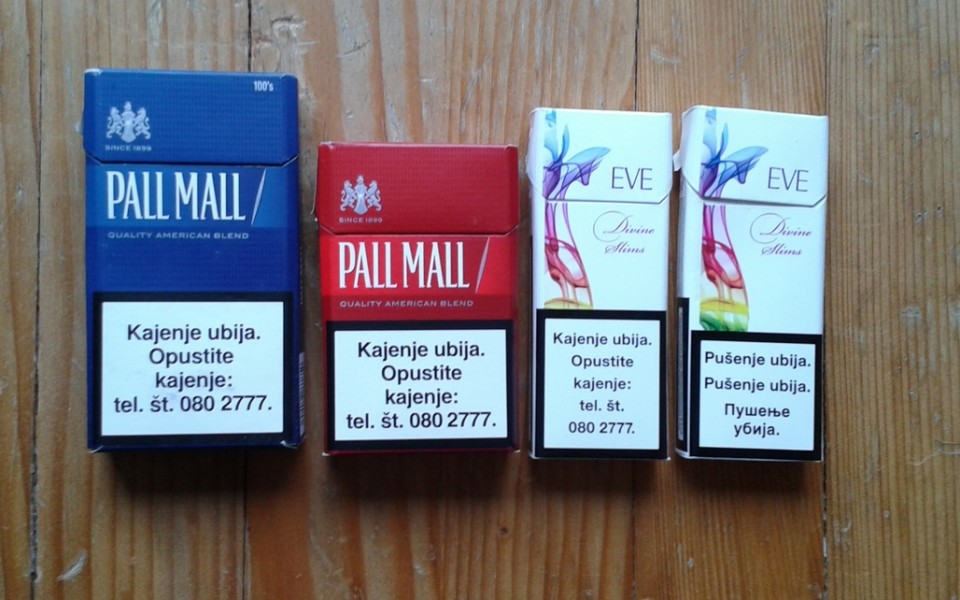 100's
SINCE 1899
PALL MALL
QUALITY AMERICAN BLEND
Kajenje ubija.
Opustite
kajenje:
tel. št. 080 2777.
SINCE 1899
PALL MALL
QUALITY AMERICAN BLEND
Kajenje ubija.
Opustite
kajenje:
tel. št. 080 2777.
EVE
Divine
Slims
Kajenje ubija.
Opustite
kajenje:
tel. št.
080 2777.
EVE
Divine
Slims
Pušenje ubija.
Pušenje ubija.
Пушење
убија.